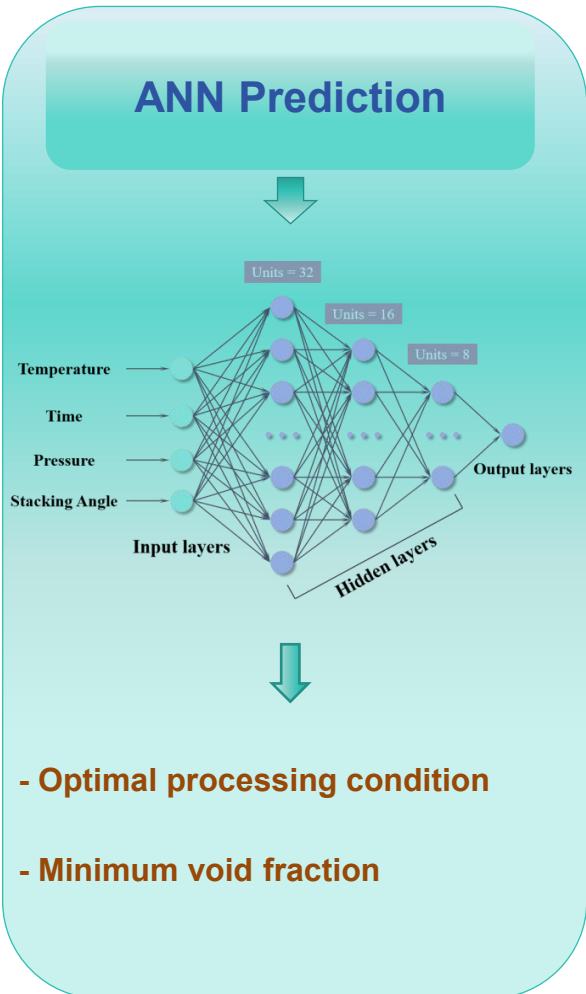 ANN Prediction
Units = 32
Units = 16
Units = 8
Temperature
Time
Pressure
Stacking Angle
Output layers
Input layers
Hidden layers
- Optimal processing condition
- Minimum void fraction